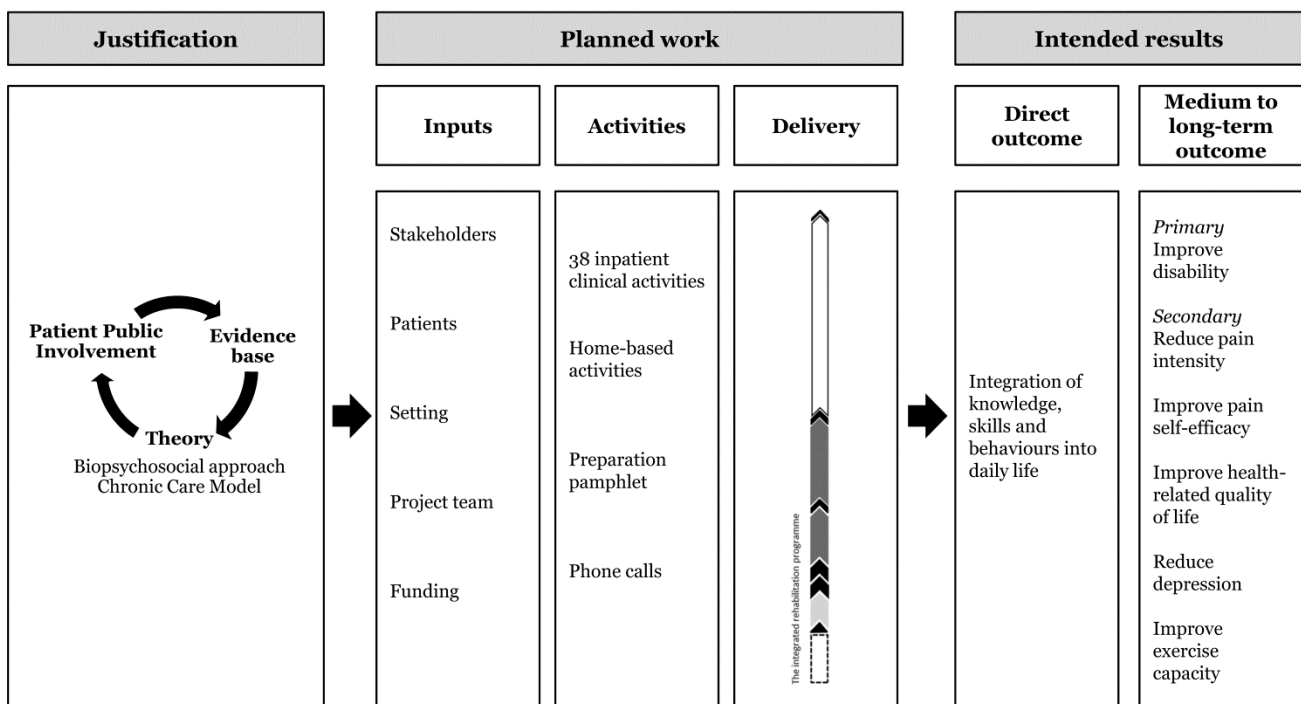 Justification
Planned work
Intended results
Inputs
Activities
Delivery
Direct
outcome
Medium to
long-term
outcome
Patient Public
Involvement
Evidence
base
Theory
Biopsychosocial approach
Chronic Care Model
Stakeholders
Patients
Setting
Project team
Funding
38 inpatient
clinical activities
Home-based
activities
Preparation
pamphlet
Phone calls
The integrated rehabilitation programme
Integration of
knowledge,
skills and
behaviours into
daily life
Primary
Improve
disability
Secondary
Reduce pain
intensity
Improve pain
self-efficacy
Improve health-
related quality
of life
Reduce
depression
Improve
exercise
capacity